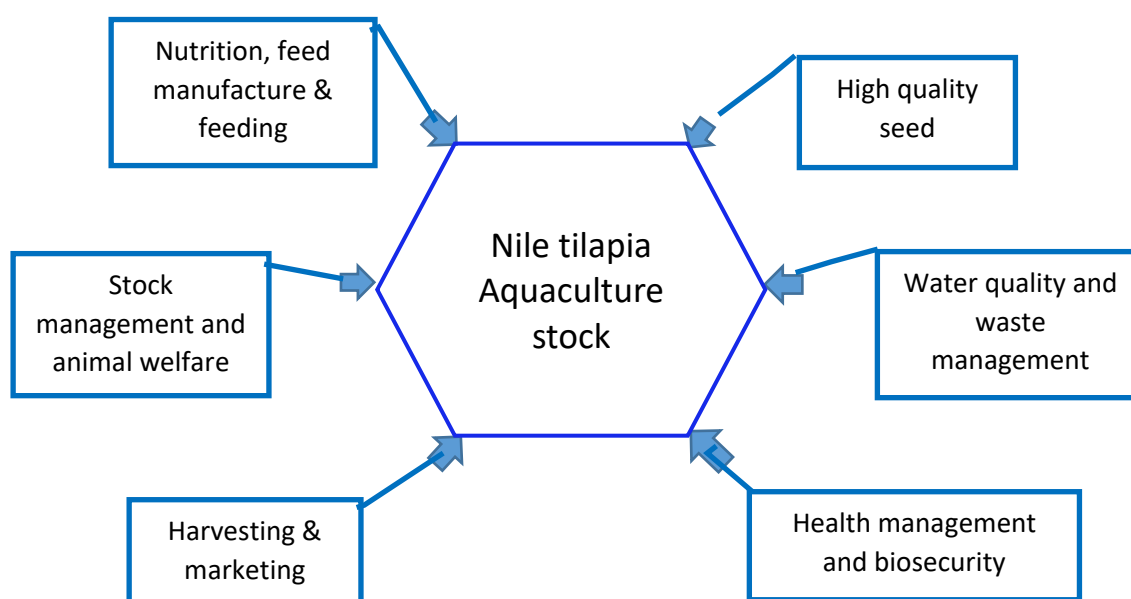 Nutrition, feed
manufacture &
feeding
High quality
seed
Nile tilapia
Aquaculture
stock
Stock
management and
animal welfare
Water quality and
waste
management
Harvesting &
marketing
Health management
and biosecurity